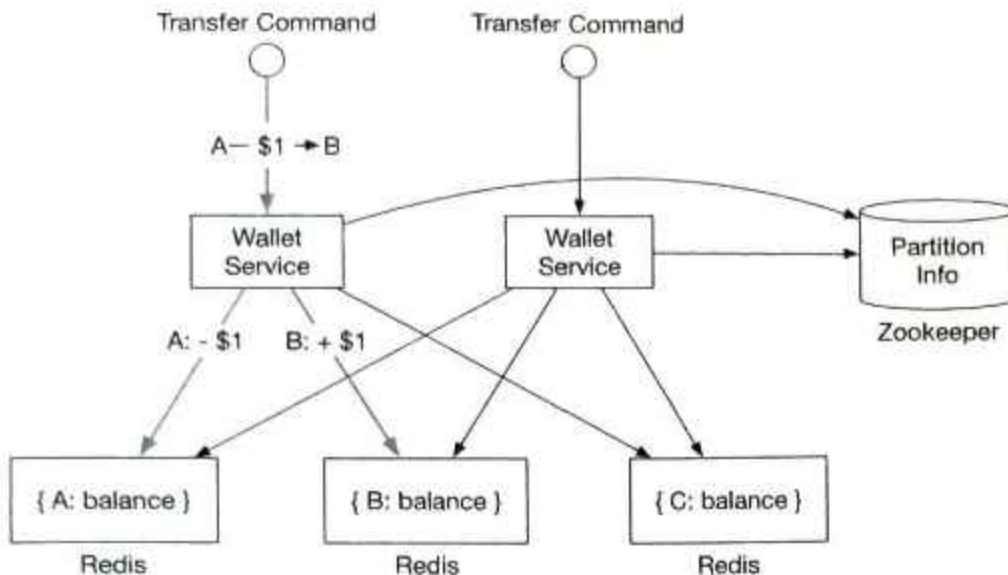 Transfer Command
Transfer Command
A— $1 → B
Wallet
Service
Wallet
Service
Partition
Info
Zookeeper
A: - $1
B: + $1
{ A: balance }
{ B: balance }
{ C: balance }
Redis
Redis
Redis